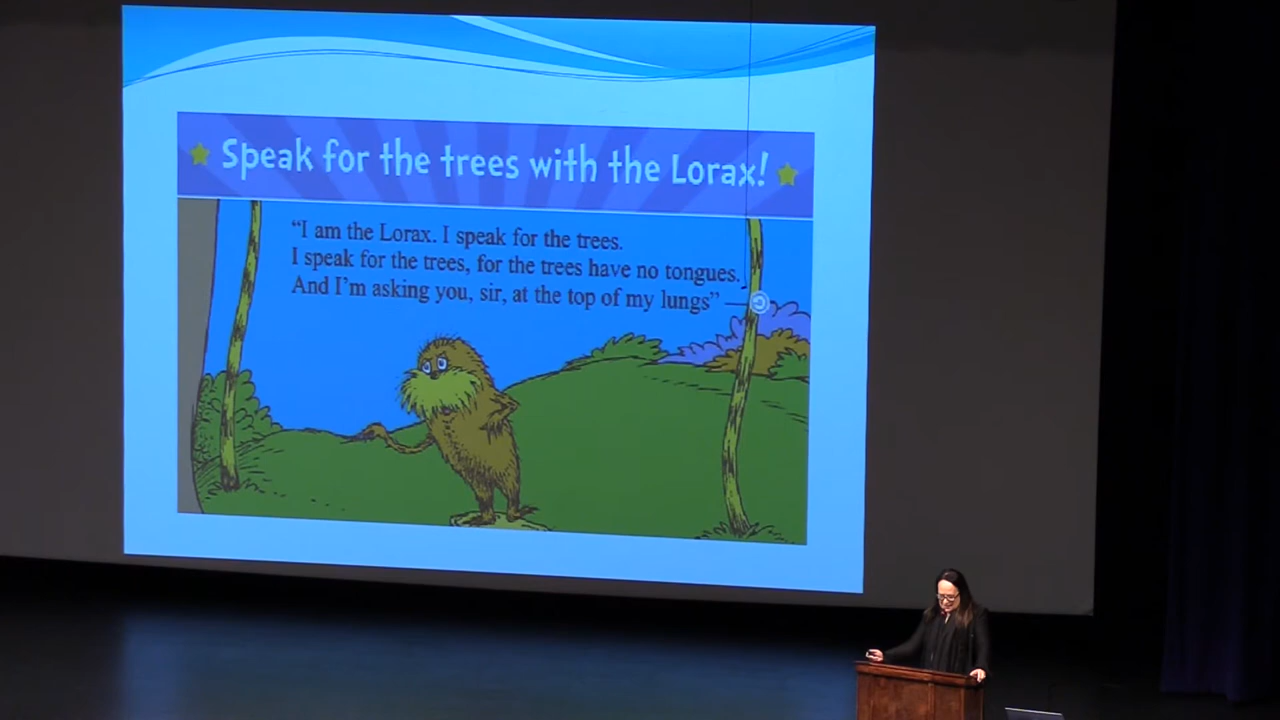 Speak for the trees with the Lorax!
“I am the Lorax. I speak for the trees.
I speak for the trees, for the trees have no tongues.
And I’m asking you, sir, at the top of my lungs” —